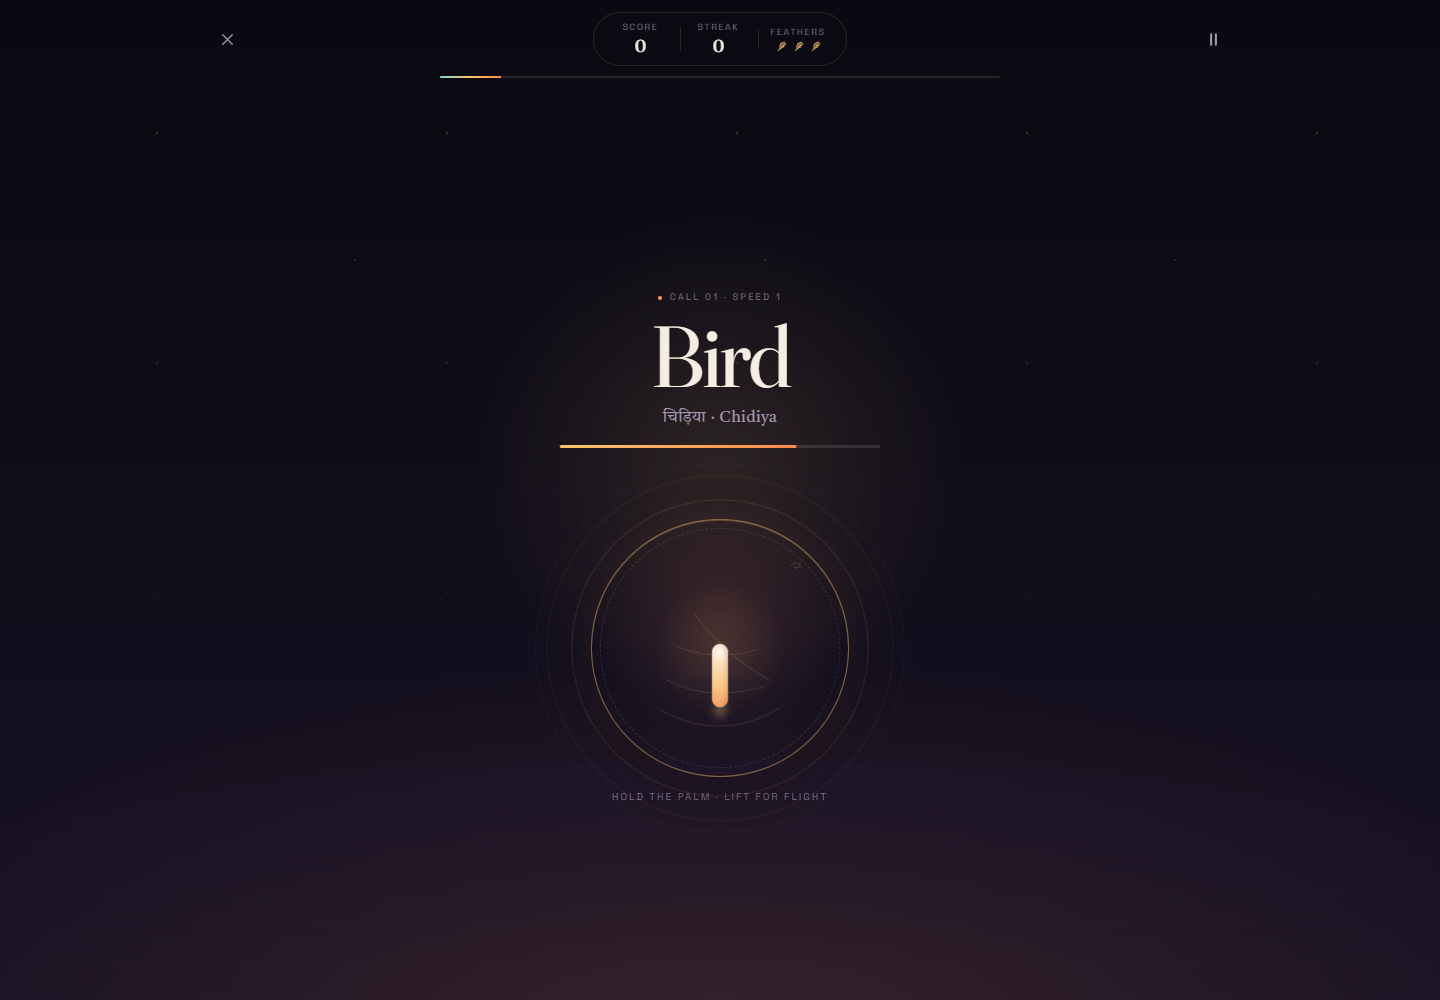 SCORE
0
STREAK
0
FEATHERS
CALL 01 · SPEED 1
Bird
चिड़िया · Chidiya
HOLD THE PALM · LIFT FOR FLIGHT